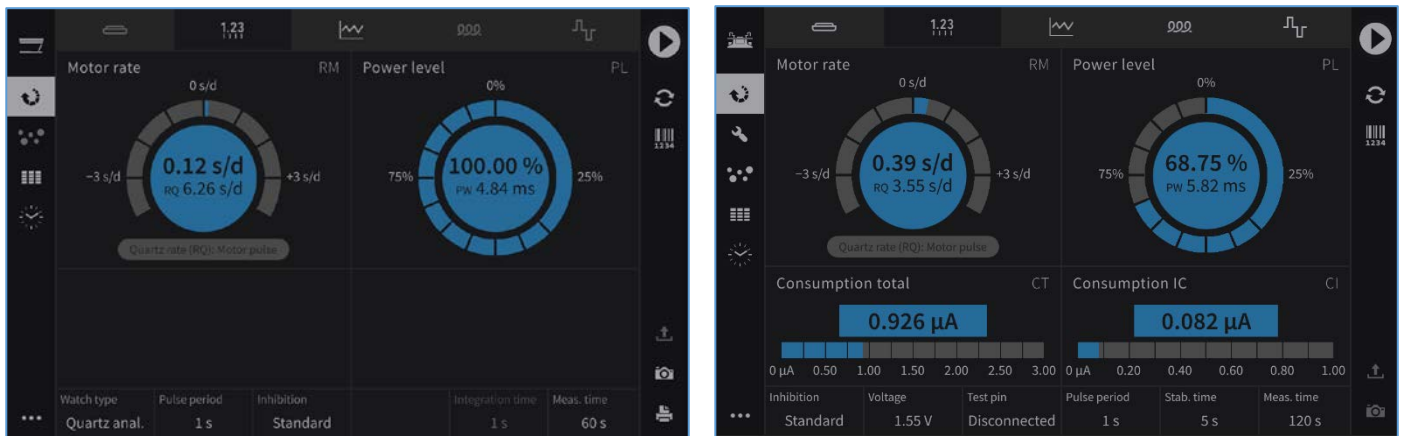 1.23
Motor rate RM
0 s/d
-3 s/d
0.12 s/d
RQ 6.26 s/d
+3 s/d
Quartz rate (RQ): Motor pulse
Power level PL
0%
75%
100.00 %
PW 4.84 ms
25%
1234
Watch type Pulse period Inhibition Integration time Meas. time
Quartz anal. 1 s Standard 1 s 60 s
1.23
Motor rate RM
0 s/d
-3 s/d
0.39 s/d
RQ 3.55 s/d
+3 s/d
Quartz rate (RQ): Motor pulse
Power level PL
0%
75%
68.75 %
PW 5.82 ms
25%
1234
Consumption total CT
0.926 µA
0 µA 0.50 1.00 1.50 2.00 2.50 3.00
Consumption IC CI
0.082 µA
0 µA 0.20 0.40 0.60 0.80 1.00
Inhibition Voltage Test pin Pulse period Stab. time Meas. time
Standard 1.55 V Disconnected 1 s 5 s 120 s